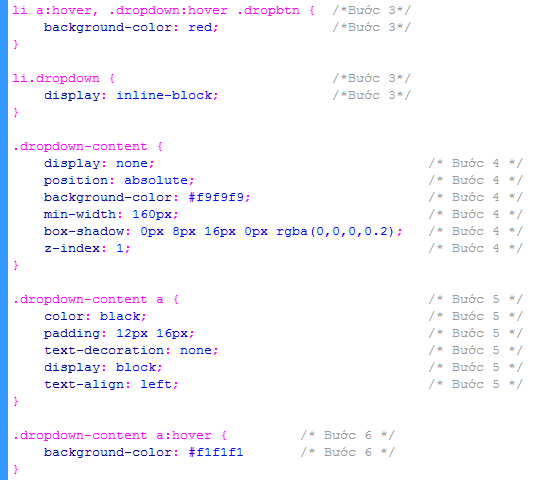 li a:hover, .dropdown:hover .dropbtn {  /*Bước 3*/
    background-color: red;              /*Bước 3*/
}
li.dropdown {                           /*Bước 3*/
    display: inline-block;              /*Bước 3*/
}
.dropdown-content {
    display: none;                                  /* Bước 4 */
    position: absolute;                             /* Bước 4 */
    background-color: #f9f9f9;                      /* Bước 4 */
    min-width: 160px;                               /* Bước 4 */
    box-shadow: 0px 8px 16px 0px rgba(0,0,0,0.2);   /* Bước 4 */
    z-index: 1;                                     /* Bước 4 */
}
.dropdown-content a {                               /* Bước 5 */
    color: black;                                   /* Bước 5 */
    padding: 12px 16px;                             /* Bước 5 */
    text-decoration: none;                          /* Bước 5 */
    display: block;                                 /* Bước 5 */
    text-align: left;                               /* Bước 5 */
}
.dropdown-content a:hover {         /* Bước 6 */
    background-color: #f1f1f1       /* Bước 6 */
}